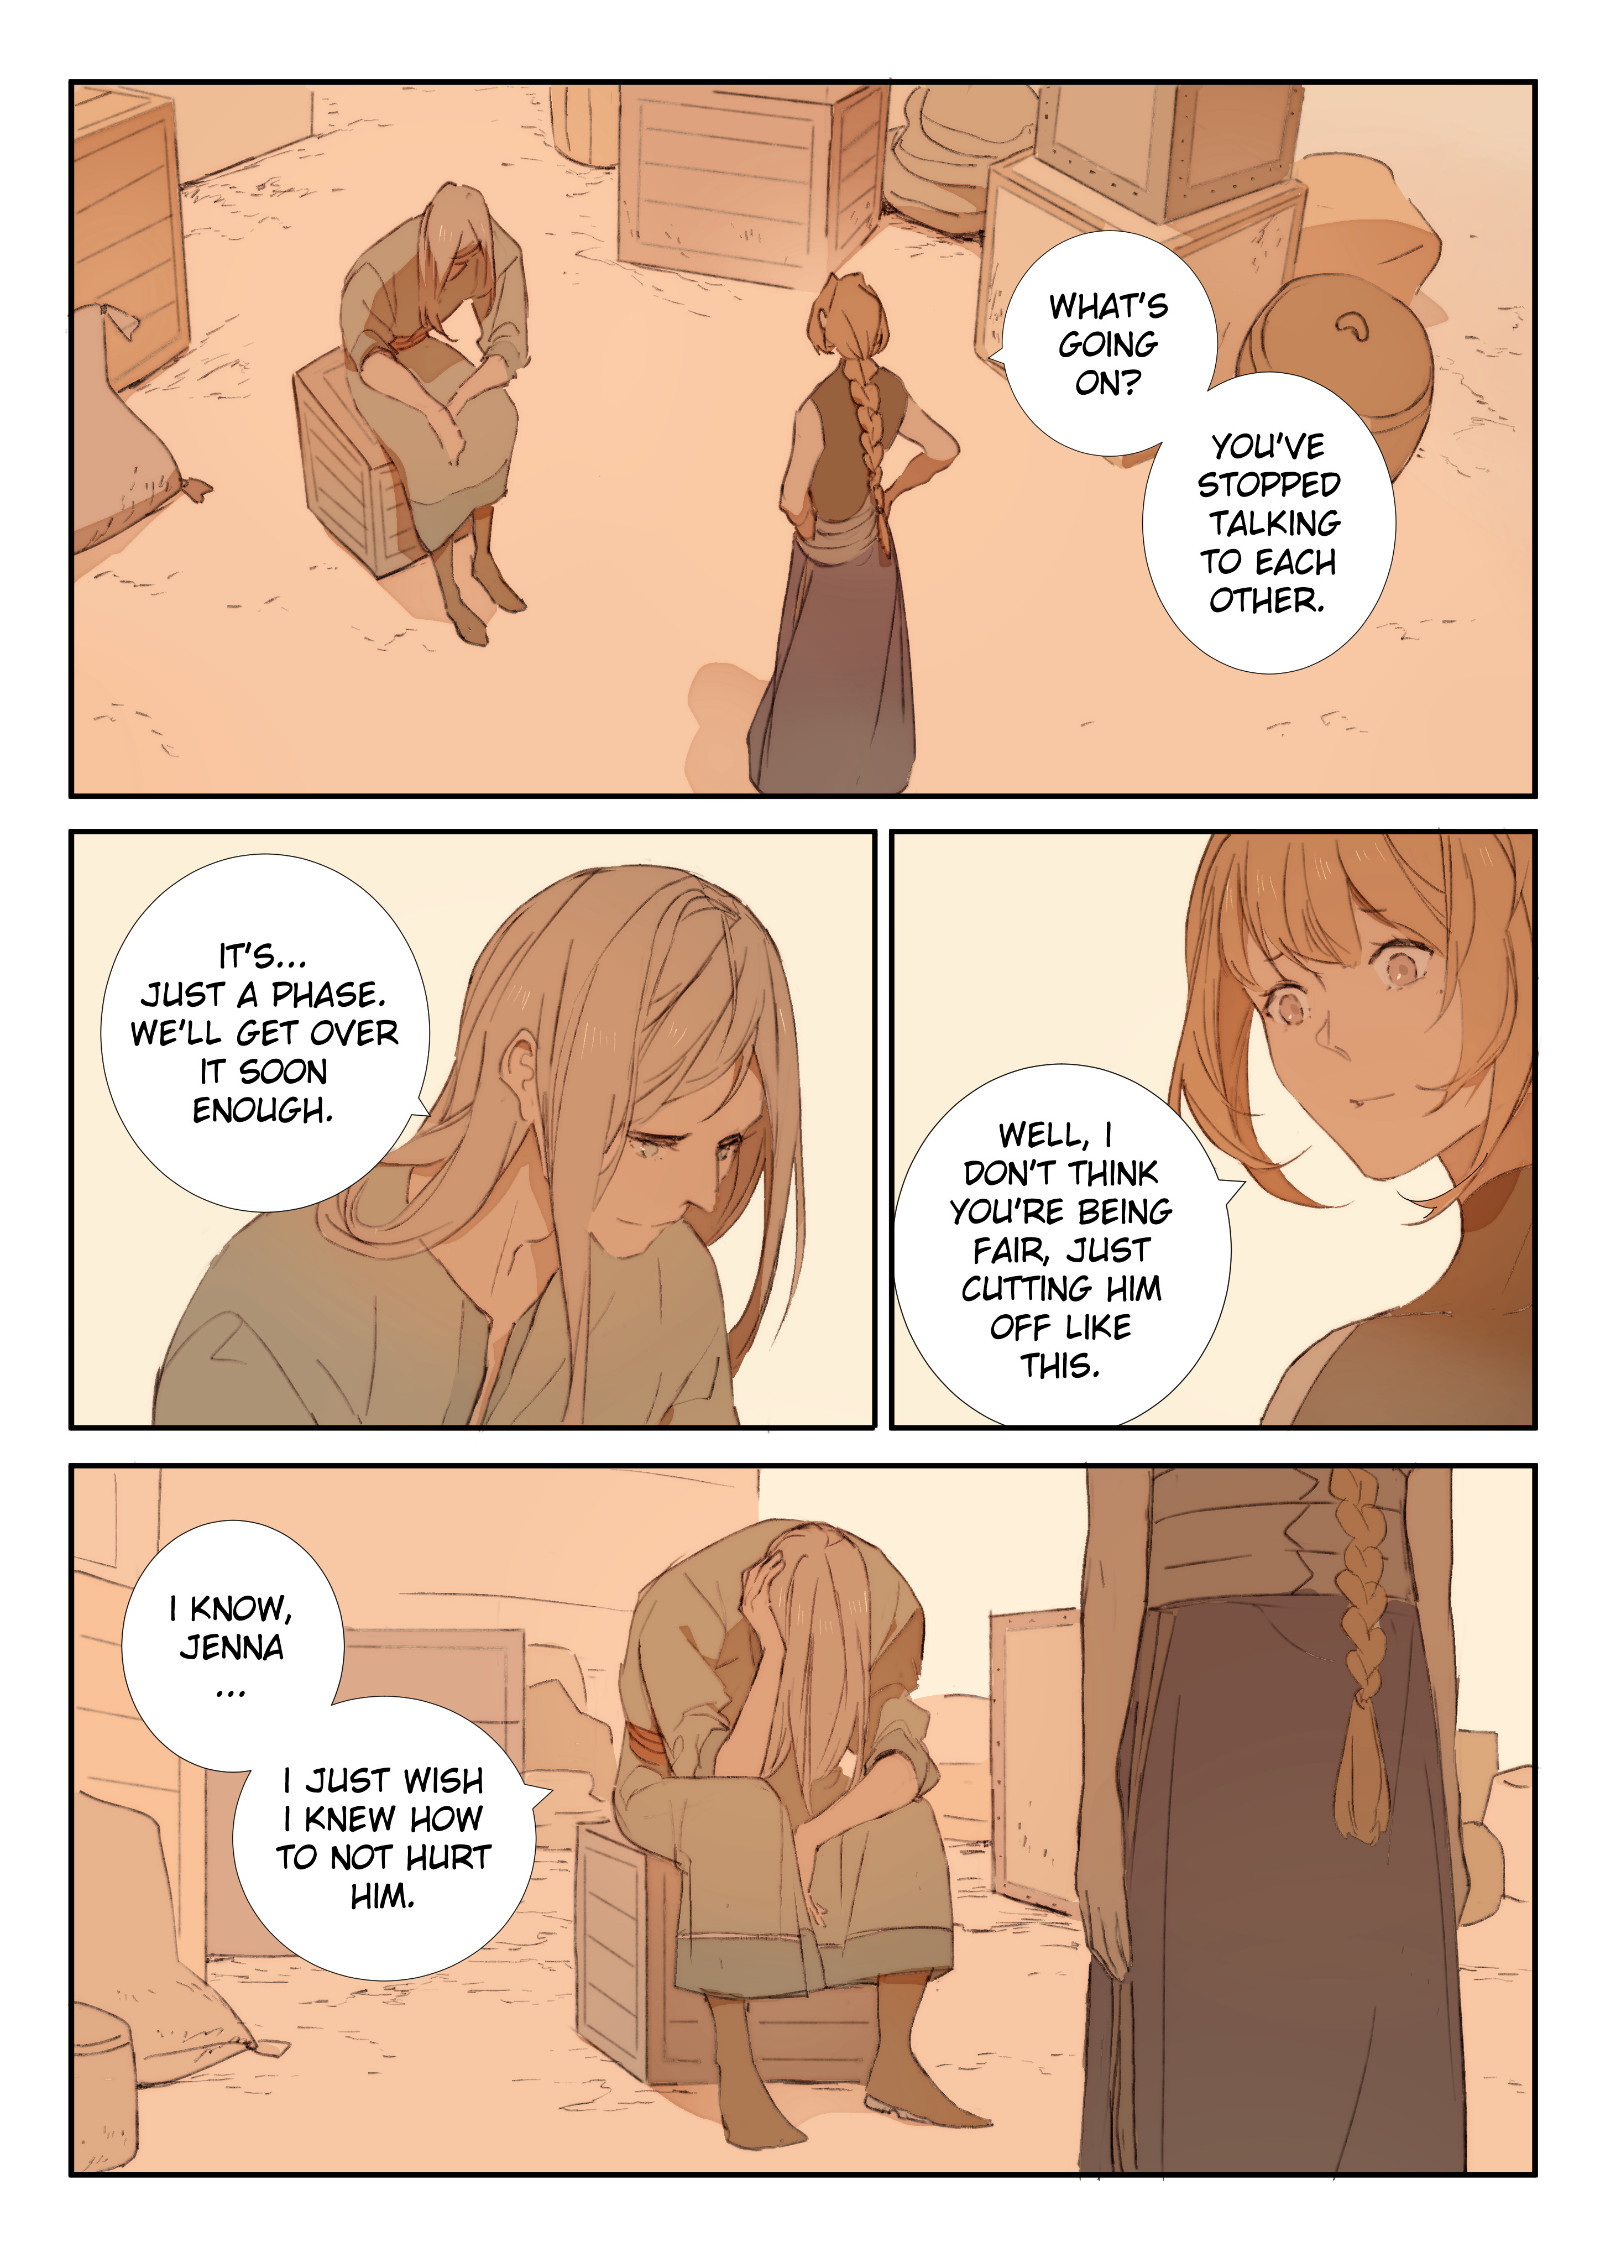 WHAT'S
GOING
ON?
YOU'VE
STOPPED
TALKING
TO EACH
OTHER.
IT'S...
JUST A PHASE.
WE'LL GET OVER
IT SOON
ENOUGH.
WELL, I
DON'T THINK
YOU'RE BEING
FAIR, JUST
CUTTING HIM
OFF LIKE
THIS.
I KNOW,
JENNA
...
I JUST WISH
I KNEW HOW
TO NOT HURT
HIM.